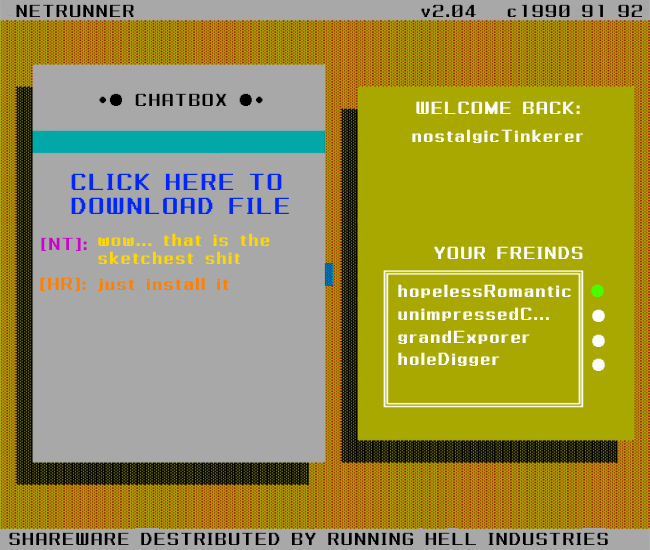 NETRUNNER
v2.04 c1990 91 92
CHATBOX
CLICK HERE TO
DOWNLOAD FILE
[NT]: wow... that is the
sketchest shit
[HR]: just install it
WELCOME BACK:
nostalgicTinkerer
YOUR FREINDS
hopelessRomantic
unimpressedC...
grandExporer
holeDigger
SHAREWARE DESTRIBUTED BY RUNNING HELL INDUSTRIES